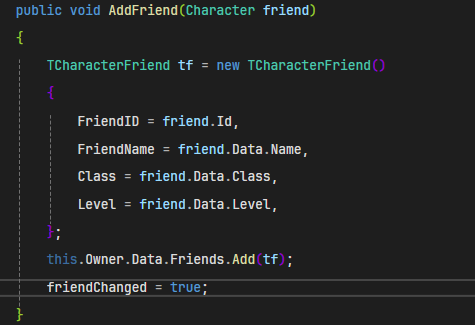 public void AddFriend(Character friend)
{
TCharacterFriend tf = new TCharacterFriend()
{
FriendID = friend.Id,
FriendName = friend.Data.Name,
Class = friend.Data.Class,
Level = friend.Data.Level,
};
this.Owner.Data.Friends.Add(tf);
friendChanged = true;
}